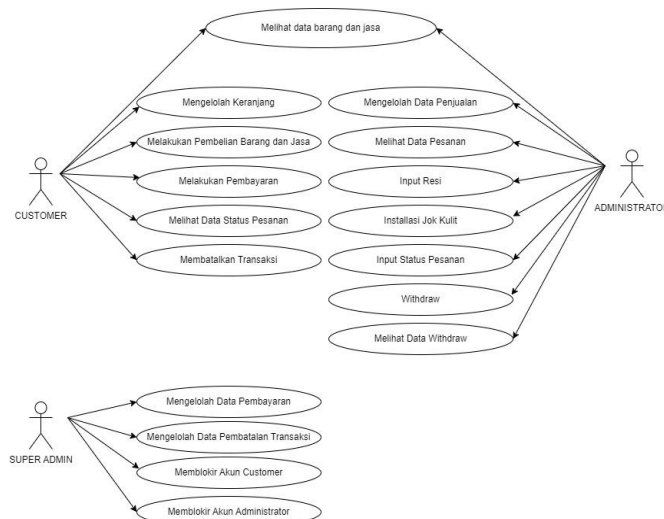 Melihat data barang dan jasa
Mengelolah Keranjang
Mengelolah Data Penjualan
Melakukan Pembelian Barang dan Jasa
Melihat Data Pesanan
Melakukan Pembayaran
Input Resi
CUSTOMER
ADMINISTRATOR
Melihat Data Status Pesanan
Installasi Jok Kulit
Membatalkan Transaksi
Input Status Pesanan
Withdraw
Melihat Data Withdraw
Mengelolah Data Pembayaran
Mengelolah Data Pembatalan Transaksi
SUPER ADMIN
Memblokir Akun Customer
Memblokir Akun Administrator